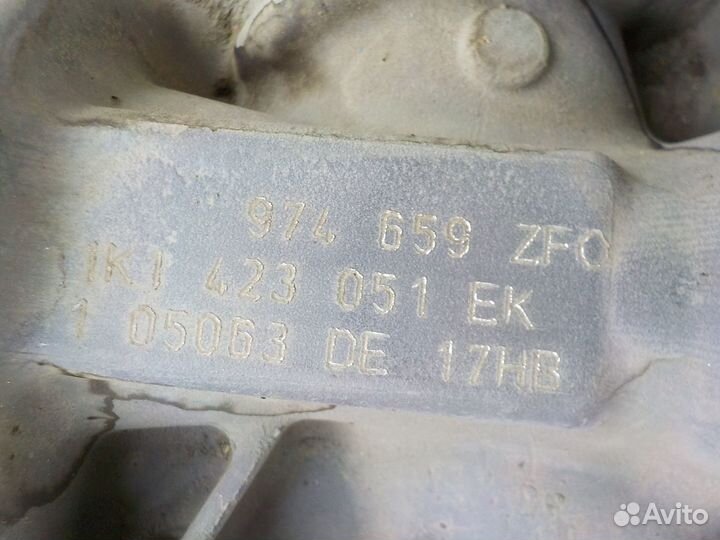 974 659 ZFO
1K1 423 051 EK
1 05063 DE 17HB
Avito